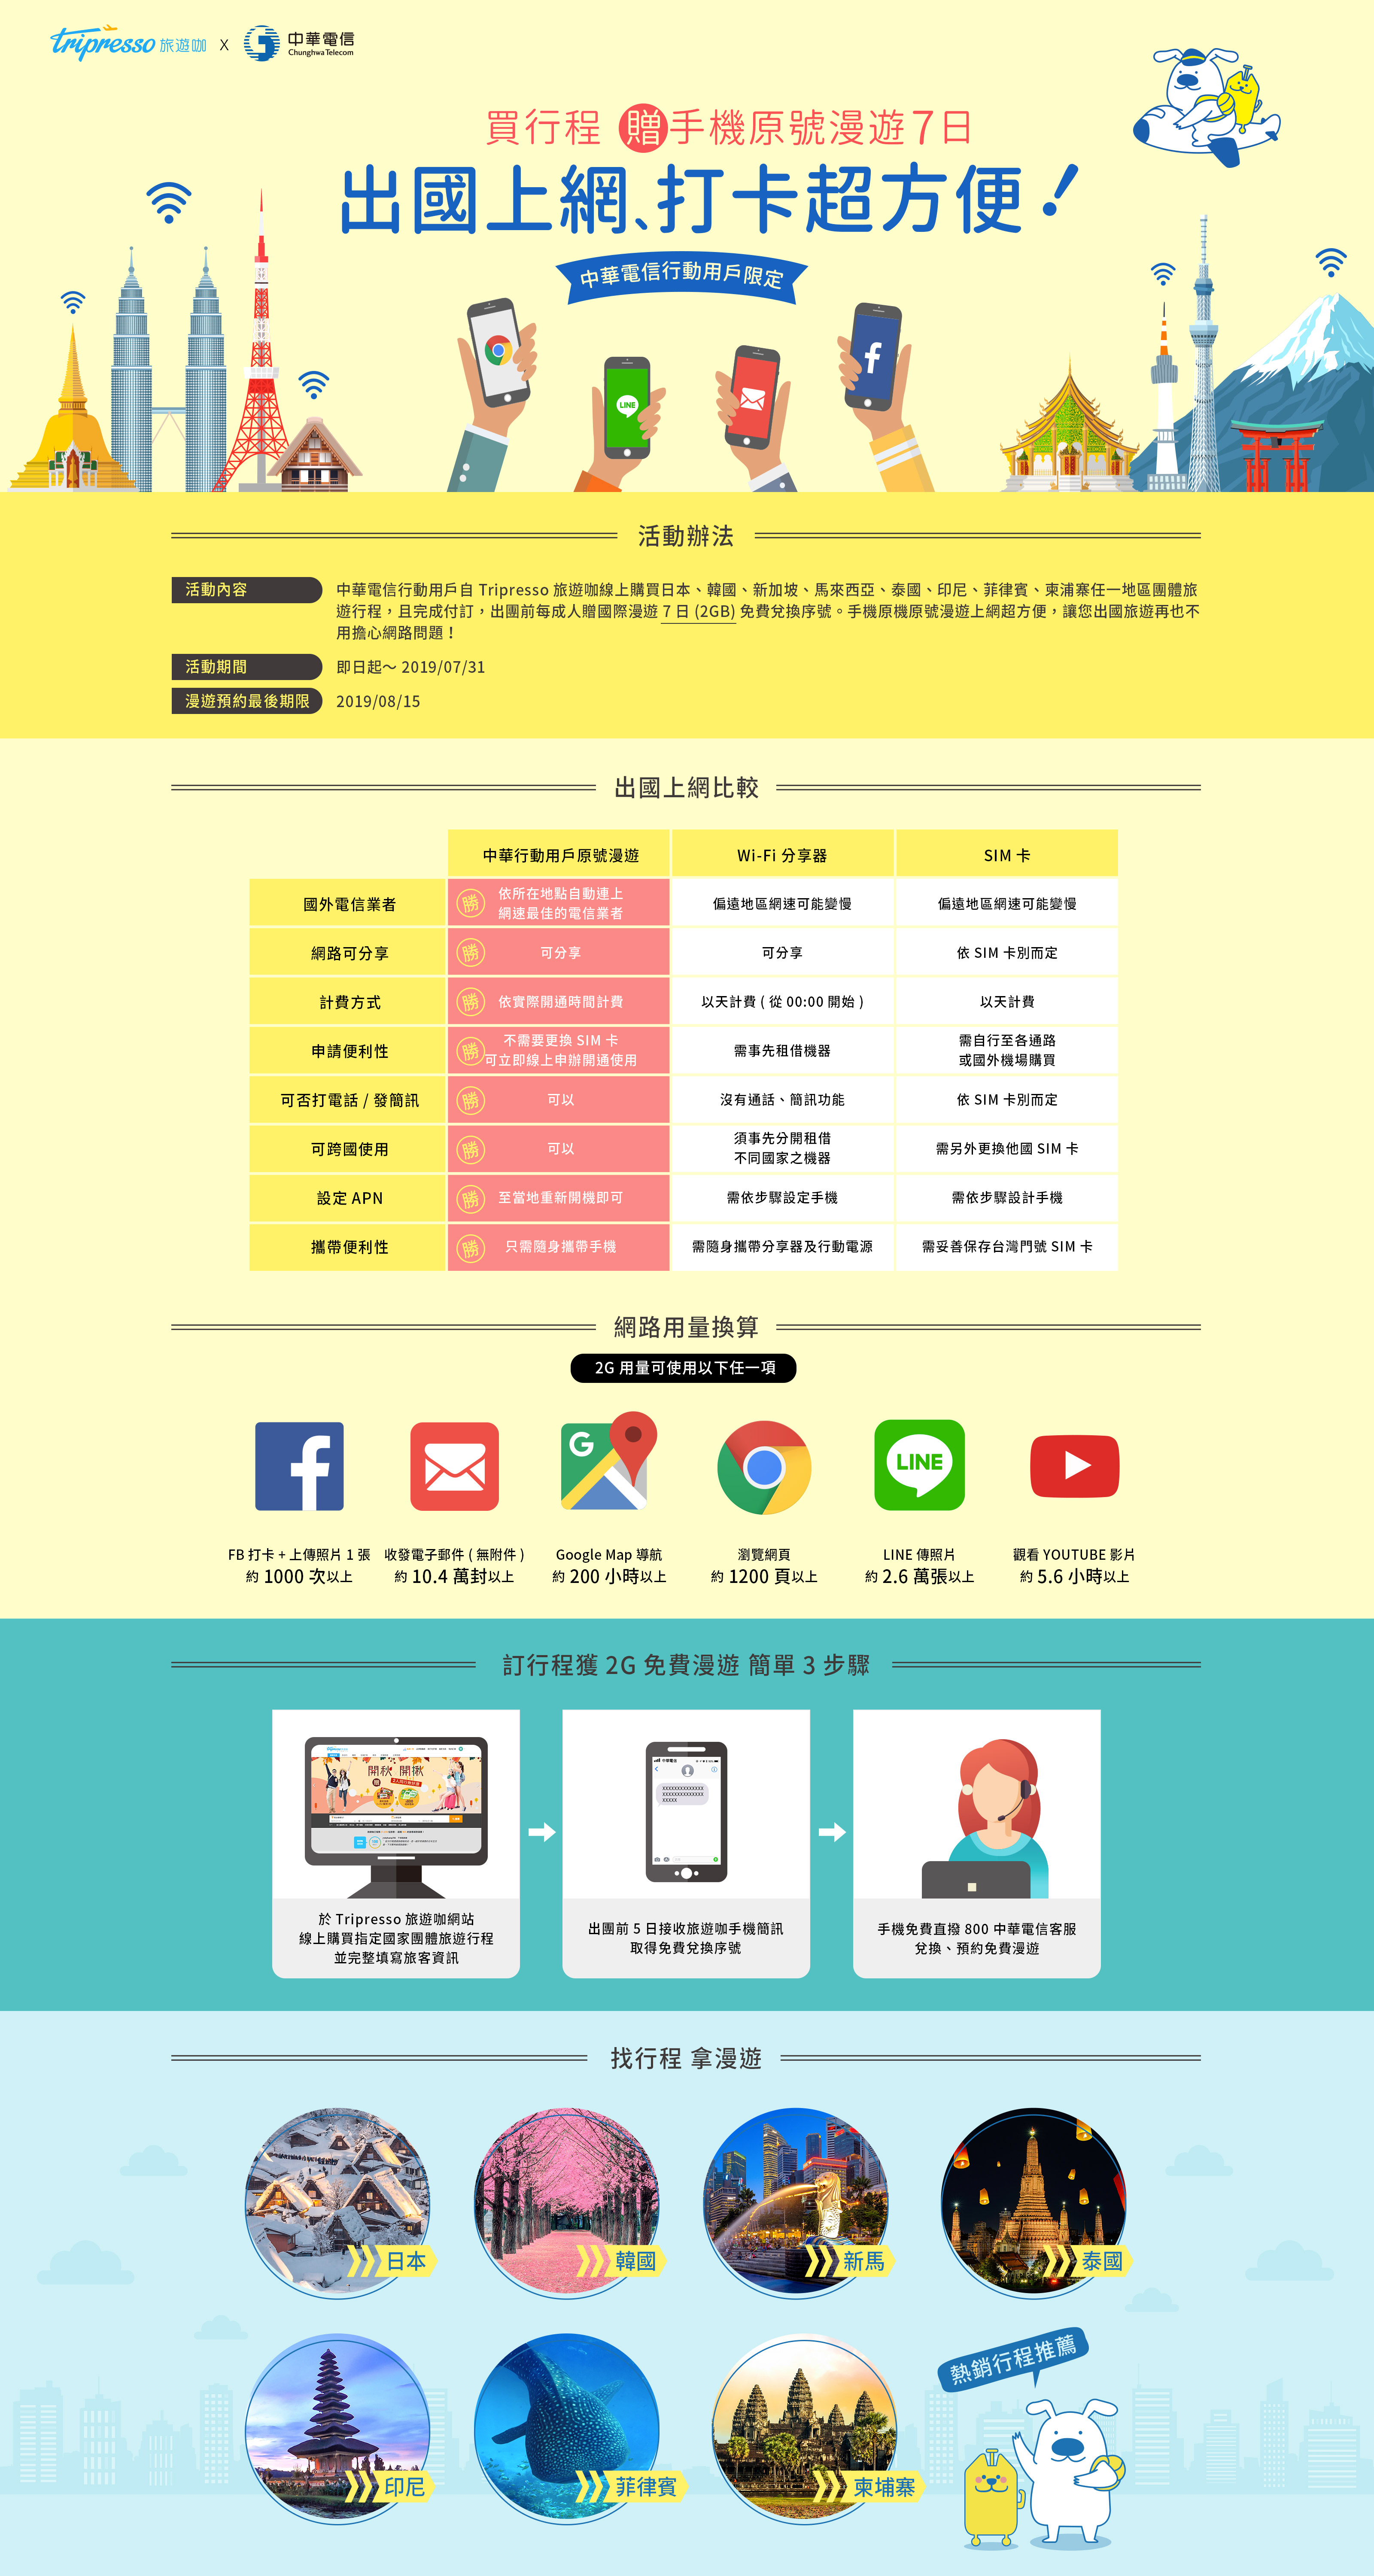 tripresso 旅遊咖 X 中華電信
Chunghwa Telecom
買行程 贈 手機原號漫遊7日
出國上網、打卡超方便！
中華電信行動用戶限定
LINE
活動辦法
活動內容
中華電信行動用戶自 Tripresso 旅遊咖線上購買日本、韓國、新加坡、馬來西亞、泰國、印尼、菲律賓、柬埔寨任一地區團體旅
遊行程，且完成付訂，出團前每成人贈國際漫遊 7 日 (2GB) 免費兌換序號。手機原機原號漫遊上網超方便，讓您出國旅遊再也不
用擔心網路問題！
活動期間
即日起～ 2019/07/31
漫遊預約最後期限
2019/08/15
出國上網比較
中華行動用戶原號漫遊
Wi-Fi 分享器
SIM 卡
國外電信業者
勝
依所在地點自動連上
網速最佳的電信業者
偏遠地區網速可能變慢
偏遠地區網速可能變慢
網路可分享
勝
可分享
可分享
依 SIM 卡別而定
計費方式
勝
依實際開通時間計費
以天計費 ( 從 00:00 開始 )
以天計費
申請便利性
勝
不需要更換 SIM 卡
可立即線上申辦開通使用
需事先租借機器
需自行至各通路
或國外機場購買
可否打電話 / 發簡訊
勝
可以
沒有通話、簡訊功能
依 SIM 卡別而定
可跨國使用
勝
可以
須事先分開租借
不同國家之機器
需另外更換他國 SIM 卡
設定 APN
勝
至當地重新開機即可
需依步驟設定手機
需依步驟設計手機
攜帶便利性
勝
只需隨身攜帶手機
需隨身攜帶分享器及行動電源
需妥善保存台灣門號 SIM 卡
網路用量換算
2G 用量可使用以下任一項
G
LINE
FB 打卡 + 上傳照片 1 張
約 1000 次以上
收發電子郵件 ( 無附件 )
約 10.4 萬封以上
Google Map 導航
約 200 小時以上
瀏覽網頁
約 1200 頁以上
LINE 傳照片
約 2.6 萬張以上
觀看 YOUTUBE 影片
約 5.6 小時以上
訂行程獲 2G 免費漫遊 簡單 3 步驟
開秋 開揪
中華電信
XXXXXXXXXXXXXX
XXXXXXXXXXXXXX
XXXXX
於 Tripresso 旅遊咖網站
線上購買指定國家團體旅遊行程
並完整填寫旅客資訊
出團前 5 日接收旅遊咖手機簡訊
取得免費兌換序號
手機免費直撥 800 中華電信客服
兌換、預約免費漫遊
找行程 拿漫遊
日本
韓國
新馬
泰國
印尼
菲律賓
柬埔寨
熱銷行程推薦